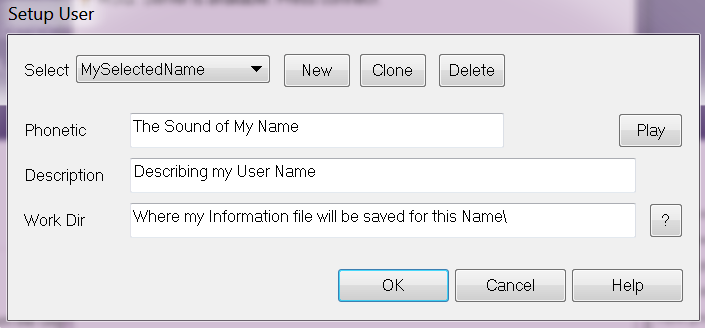 Setup User
Select MySelectedName New Clone Delete
Phonetic The Sound of My Name Play
Description Describing my User Name
Work Dir Where my Information file will be saved for this Name\ ?
OK Cancel Help